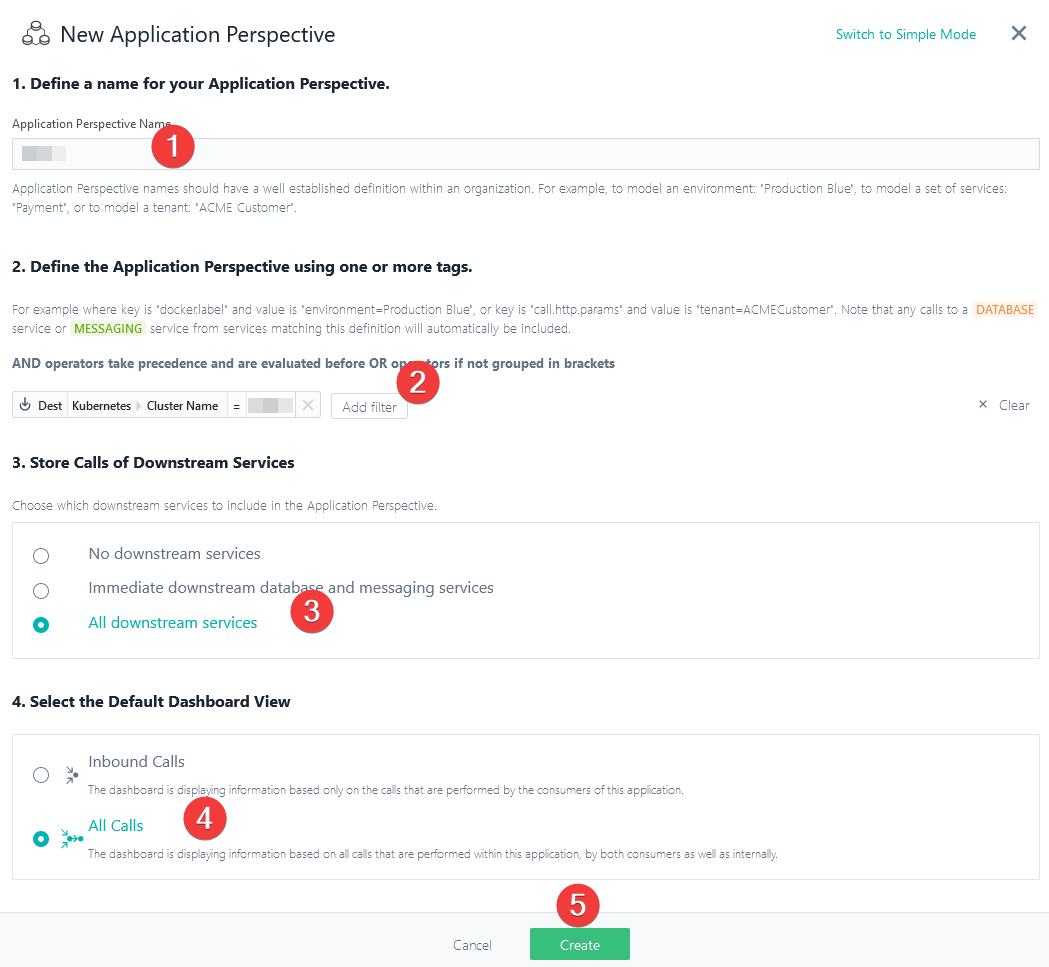 New Application Perspective
Switch to Simple Mode
1. Define a name for your Application Perspective.
Application Perspective Name
1
Application Perspective names should have a well established definition within an organization. For example, to model an environment: "Production Blue", to model a set of services:
"Payment", or to model a tenant: "ACME Customer".
2. Define the Application Perspective using one or more tags.
For example where key is "docker.label" and value is "environment=Production Blue", or key is "call.http.params" and value is "tenant=ACMECustomer". Note that any calls to a DATABASE
service or MESSAGING service from services matching this definition will automatically be included.
AND operators take precedence and are evaluated before OR operators if not grouped in brackets
2
Dest Kubernetes Cluster Name = Add filter
Clear
3. Store Calls of Downstream Services
Choose which downstream services to include in the Application Perspective.
No downstream services
Immediate downstream database and messaging services
All downstream services
3
4. Select the Default Dashboard View
Inbound Calls
The dashboard is displaying information based only on the calls that are performed by the consumers of this application.
All Calls
4
The dashboard is displaying information based on all calls that are performed within this application, by both consumers as well as internally.
5
Cancel
Create